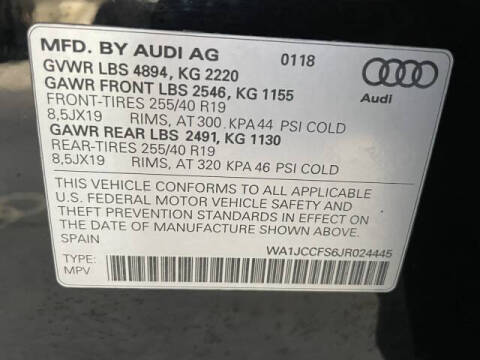 MFD. BY AUDI AG 0118
GVWR LBS 4894, KG 2220
GAWR FRONT LBS 2546, KG 1155
FRONT-TIRES 255/40 R19
8,5JX19 RIMS, AT 300 KPA 44 PSI COLD
GAWR REAR LBS 2491, KG 1130
REAR-TIRES 255/40 R19
8,5JX19 RIMS, AT 320 KPA 46 PSI COLD
Audi
THIS VEHICLE CONFORMS TO ALL APPLICABLE
U.S. FEDERAL MOTOR VEHICLE SAFETY AND
THEFT PREVENTION STANDARDS IN EFFECT ON
THE DATE OF MANUFACTURE SHOWN ABOVE.
SPAIN
WA1JCCFS6JR024445
TYPE:
MPV